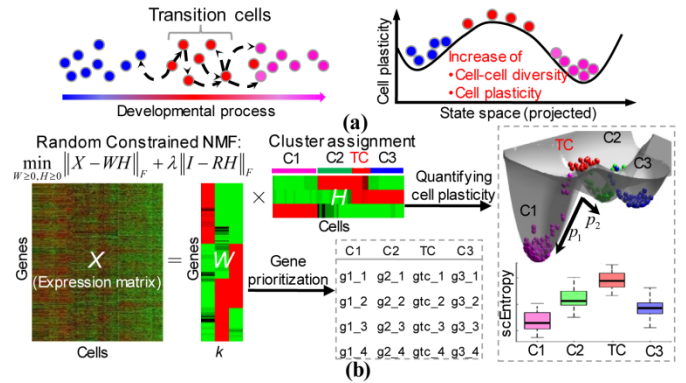 Transition cells
Developmental process
Cell plasticity
Increase of
•Cell-cell diversity
•Cell plasticity
State space (projected)
(a)
Random Constrained NMF:
min ‖X −WH‖F + λ‖I − RH‖F
W≥0,H≥0
Cluster assignment
C1 C2 TC C3
H
Cells
×
Quantifying
cell plasticity
Genes
X
(Expression matrix)
Cells
=
Genes
W
k
Gene
prioritization
C1 C2 TC C3
g1_1 g2_1 gtc_1 g3_1
g1_2 g2_2 gtc_2 g3_2
g1_3 g2_3 gtc_3 g3_3
g1_4 g2_4 gtc_4 g3_4
TC
C2
C3
C1
p1
p2
scEntropy
C1 C2 TC C3
(b)